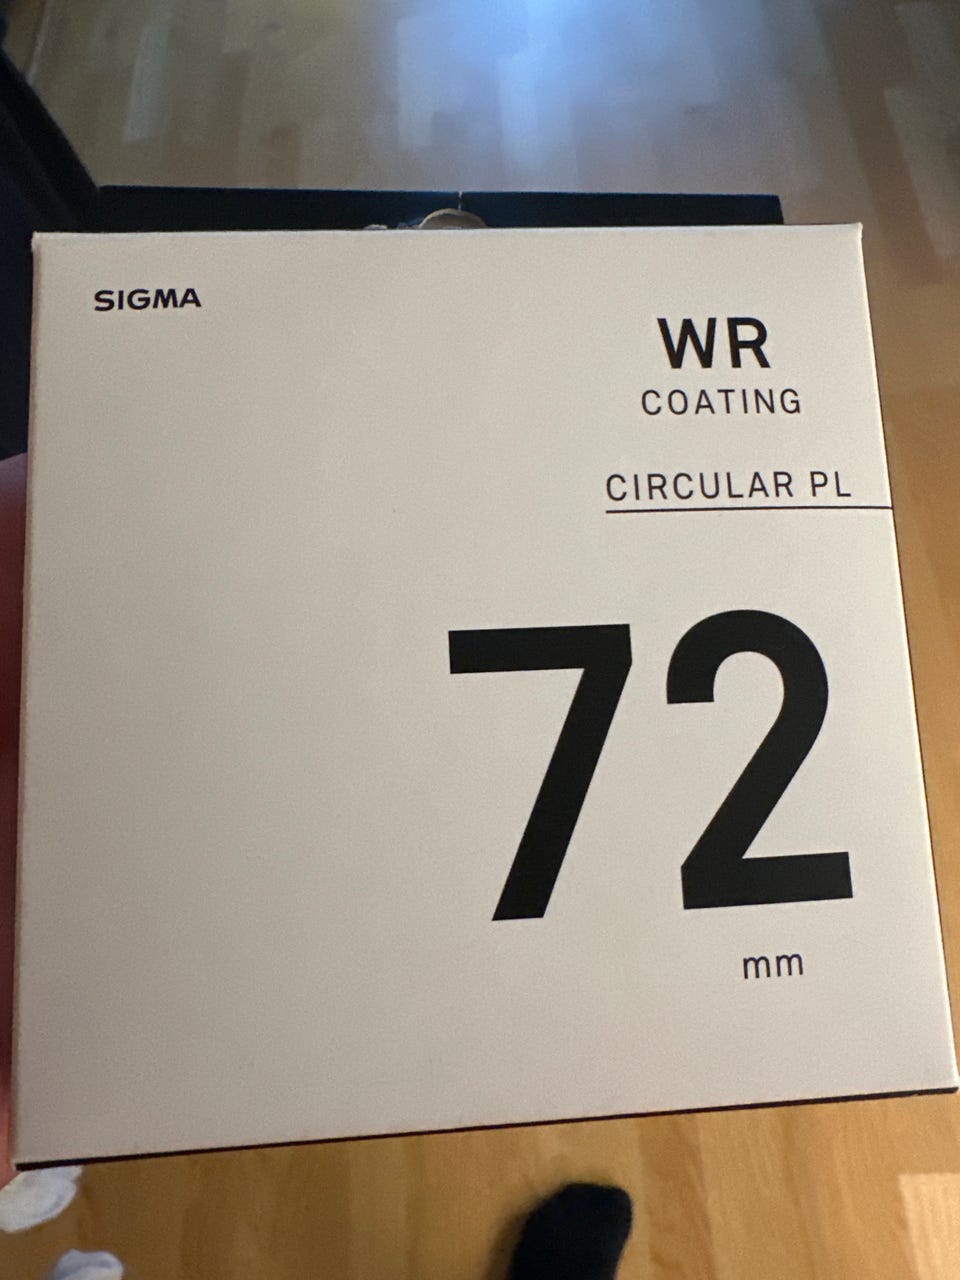 SIGMA
WR
COATING
CIRCULAR PL
72
mm